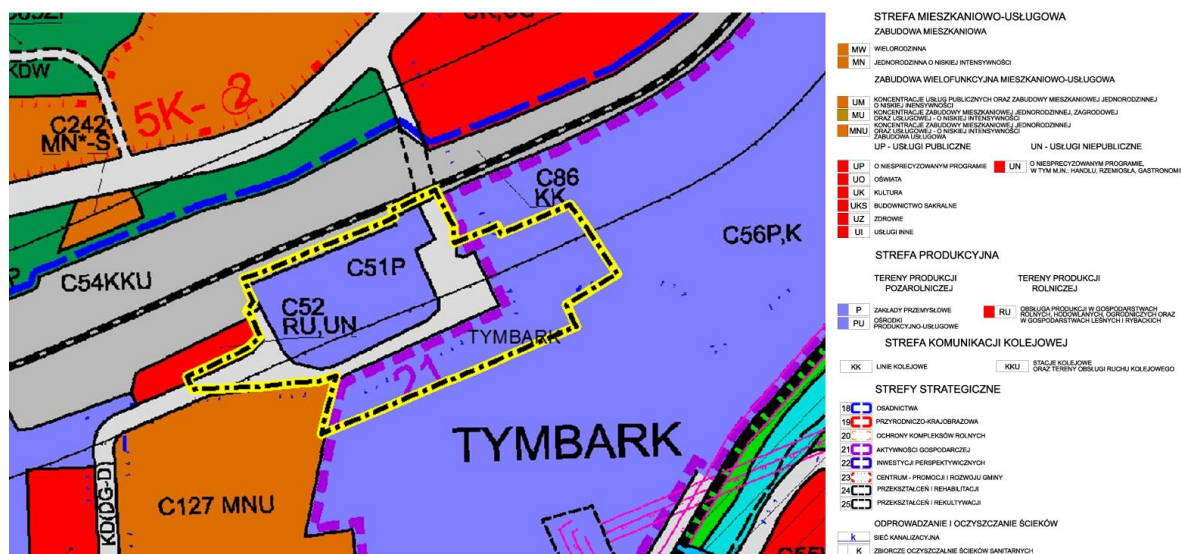 KDW
C242
MN*-S
5K- 2
C86
KK
C56P,K
C54KKU
C51P
C52
RU,UN
TYMBARK
21
TYMBARK
KD(DG-D)
C127 MNU
STREFA MIESZKANIOWO-USŁUGOWA
ZABUDOWA MIESZKANIOWA
MW WIELORODZINNA
MN JEDNORODZINNA O NISKIEJ INTENSYWNOŚCI
ZABUDOWA WIELOFUNKCYJNA MIESZKANIOWO-USŁUGOWA
UM KONCENTRACJE USŁUG PUBLICZNYCH ORAZ ZABUDOWY MIESZKANIOWEJ JEDNORODZINNEJ
O NISKIEJ INENSYWNOŚCI
MU KONCENTRACJE ZABUDOWY MIESZKANIOWEJ JEDNORODZINNEJ, ZAGRODOWEJ
ORAZ USŁUGOWEJ - O NISKIEJ INTENSYWNOŚCI
MNU KONCENTRACJE ZABUDOWY MIESZKANIOWEJ JEDNORODZINNEJ
ORAZ USŁUGOWEJ - O NISKIEJ INTENSYWNOŚCI
ZABUDOWA USŁUGOWA
UP - USŁUGI PUBLICZNE UN - USŁUGI NIEPUBLICZNE
UP O NIESPRECYZOWANYM PROGRAMIE
UN O NIESPRECYZOWANYM PROGRAMIE,
W TYM M.IN.: HANDLU, RZEMIOSŁA, GASTRONOMI
UO OŚWIATA
UK KULTURA
UKS BUDOWNICTWO SAKRALNE
UZ ZDROWIE
UI USŁUGI INNE
STREFA PRODUKCYJNA
TERENY PRODUKCJI
POZAROLNICZEJ
TERENY PRODUKCJI
ROLNICZEJ
P ZAKŁADY PRZEMYSŁOWE
PU OŚRODKI
PRODUKCYJNO-USŁUGOWE
RU OBSŁUGA PRODUKCJI W GOSPODARSTWACH
ROLNYCH, HODOWLANYCH, OGRODNICZYCH ORAZ
W GOSPODARSTWACH LEŚNYCH I RYBACKICH
STREFA KOMUNIKACJI KOLEJOWEJ
KK LINIE KOLEJOWE
KKU STACJE KOLEJOWE
ORAZ TERENY OBSŁUGI RUCHU KOLEJOWEGO
STREFY STRATEGICZNE
18 OSADNICTWA
19 PRZYRODNICZO-KRAJOBRAZOWA
20 OCHRONY KOMPLEKSÓW ROLNYCH
21 AKTYWNOŚCI GOSPODARCZEJ
22 INWESTYCJI PERSPEKTYWICZNYCH
23 CENTRUM - PROMOCJI I ROZWOJU GMINY
24 PRZEKSZTAŁCEŃ I REHABILITACJI
25 PRZEKSZTAŁCEŃ I REKULTYWACJI
ODPROWADZANIE I OCZYSZCZANIE ŚCIEKÓW
k SIEĆ KANALIZACYJNA
K ZBIORCZE OCZYSZCZALNIE ŚCIEKÓW SANITARNYCH